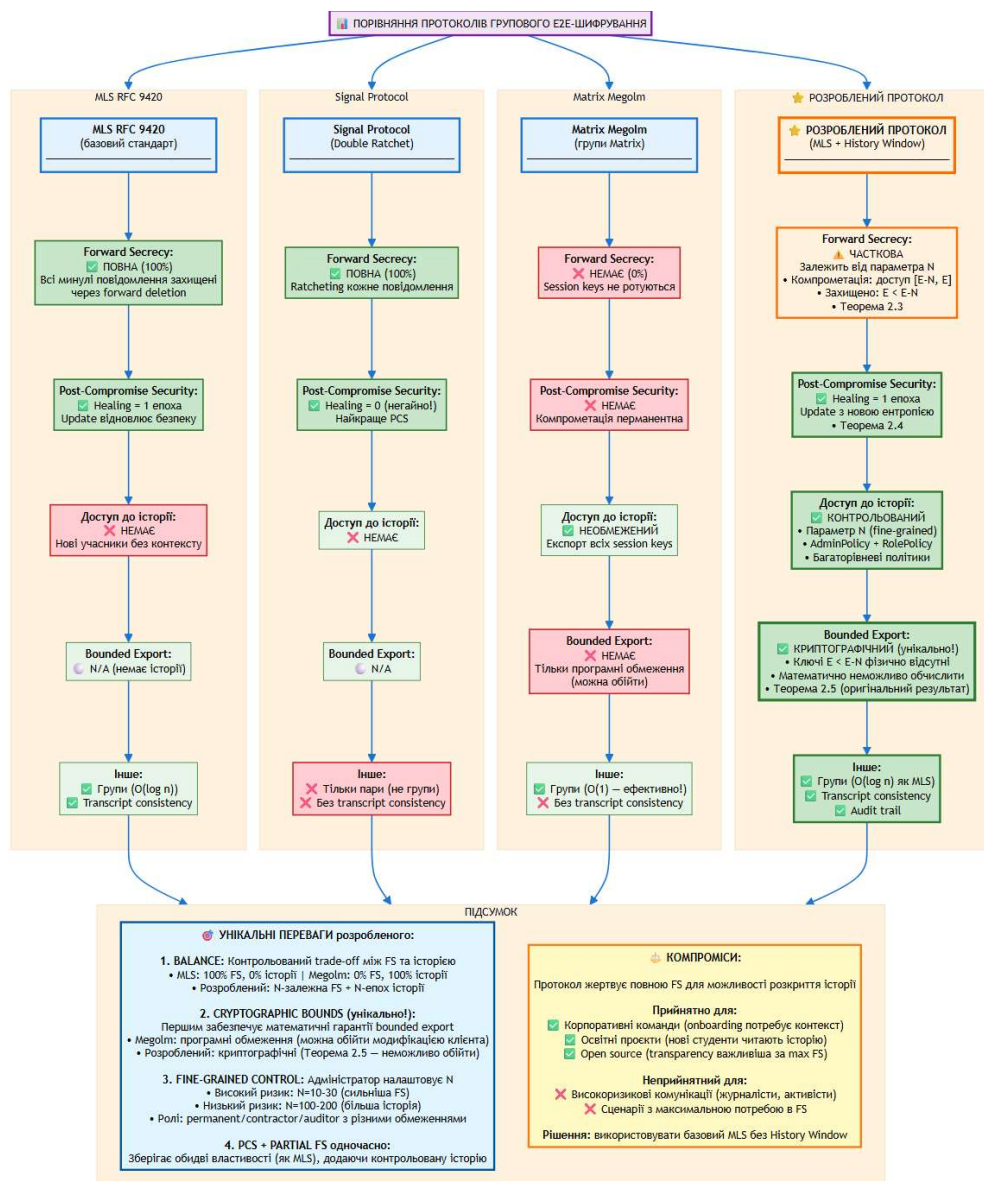 📊 ПОРІВНЯННЯ ПРОТОКОЛІВ ГРУПОВОГО E2E-ШИФРУВАННЯ
MLS RFC 9420
MLS RFC 9420
(базовий стандарт)
Forward Secrecy:
✅ ПОВНА (100%)
Всі минулі повідомлення захищені
через forward deletion
Post-Compromise Security:
✅ Healing = 1 епоха
Update відновлює безпеку
Доступ до історії:
❌ НЕМАЄ
Нові учасники без контексту
Bounded Export:
N/A (немає історії)
Інше:
✅ Групи (O(log n))
✅ Transcript consistency
Signal Protocol
Signal Protocol
(Double Ratchet)
Forward Secrecy:
✅ ПОВНА (100%)
Ratcheting кожне повідомлення
Post-Compromise Security:
✅ Healing = 0 (негайно!)
Найкраще PCS
Доступ до історії:
❌ НЕМАЄ
Bounded Export:
N/A
Інше:
❌ Тільки пари (не групи)
❌ Без transcript consistency
Matrix Megolm
Matrix Megolm
(групи Matrix)
Forward Secrecy:
❌ НЕМАЄ (0%)
Session keys не ротуються
Post-Compromise Security:
❌ НЕМАЄ
Компрометація перманентна
Доступ до історії:
✅ НЕОБМЕЖЕНИЙ
Експорт всіх session keys
Bounded Export:
❌ НЕМАЄ
Тільки програмні обмеження
(можна обійти)
Інше:
✅ Групи (O(1) — ефективно!)
❌ Без transcript consistency
⭐ РОЗРОБЛЕНИЙ ПРОТОКОЛ
⭐ РОЗРОБЛЕНИЙ ПРОТОКОЛ
(MLS + History Window)
Forward Secrecy:
⚠️ ЧАСТКОВА
Залежить від параметра N
• Компрометація: доступ [E-N, E]
• Захищено: E < E-N
• Теорема 2.3
Post-Compromise Security:
✅ Healing = 1 епоха
Update з новою ентропією
• Теорема 2.4
Доступ до історії:
✅ КОНТРОЛЬОВАНИЙ
• Параметр N (fine-grained)
• AdminPolicy + RolePolicy
• Багаторівневі політики
Bounded Export:
✅ КРИПТОГРАФІЧНИЙ (унікально!)
• Ключі E < E-N фізично відсутні
• Математично неможливо обчислити
• Теорема 2.5 (оригінальний результат)
Інше:
✅ Групи (O(log n) як MLS)
✅ Transcript consistency
✅ Audit trail
ПІДСУМОК
🎯 УНІКАЛЬНІ ПЕРЕВАГИ розробленого:
1. BALANCE: Контрольований trade-off між FS та історією
• MLS: 100% FS, 0% історії | Megolm: 0% FS, 100% історії
• Розроблений: N-залежна FS + N-епох історії
2. CRYPTOGRAPHIC BOUNDS (унікально!):
Першим забезпечує математичні гарантії bounded export
• Megolm: програмні обмеження (можна обійти модифікацією клієнта)
• Розроблений: криптографічні (Теорема 2.5 — неможливо обійти)
3. FINE-GRAINED CONTROL: Адміністратор налаштовує N
• Високий ризик: N=10-30 (сильніша FS)
• Низький ризик: N=100-200 (більша історія)
• Ролі: permanent/contractor/auditor з різними обмеженнями
4. PCS + PARTIAL FS одночасно:
Зберігає обидві властивості (як MLS), додаючи контрольовану історію
⚖️ КОМПРОМІСИ:
Протокол жертвує повною FS для можливості розкриття історії
Прийнятно для:
✅ Корпоративні команди (onboarding потребує контекст)
✅ Освітні проєкти (нові студенти читають історію)
✅ Open source (transparency важливіша за max FS)
Неприйнятний для:
❌ Високоризикові комунікації (журналісти, активісти)
❌ Сценарії з максимальною потребою в FS
Рішення: використовувати базовий MLS без History Window